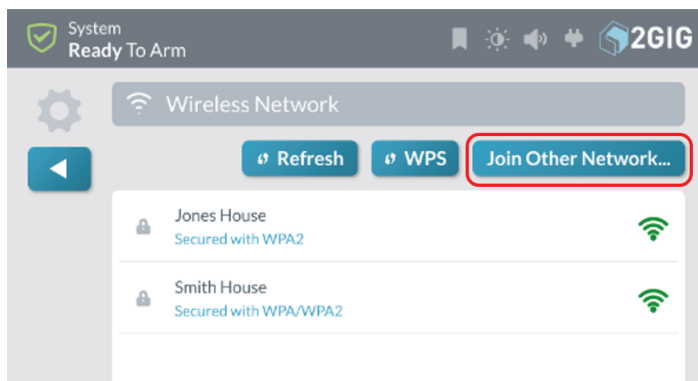 System
Ready To Arm
2GIG
Wireless Network
Refresh
WPS
Join Other Network...
Jones House
Secured with WPA2
Smith House
Secured with WPA/WPA2